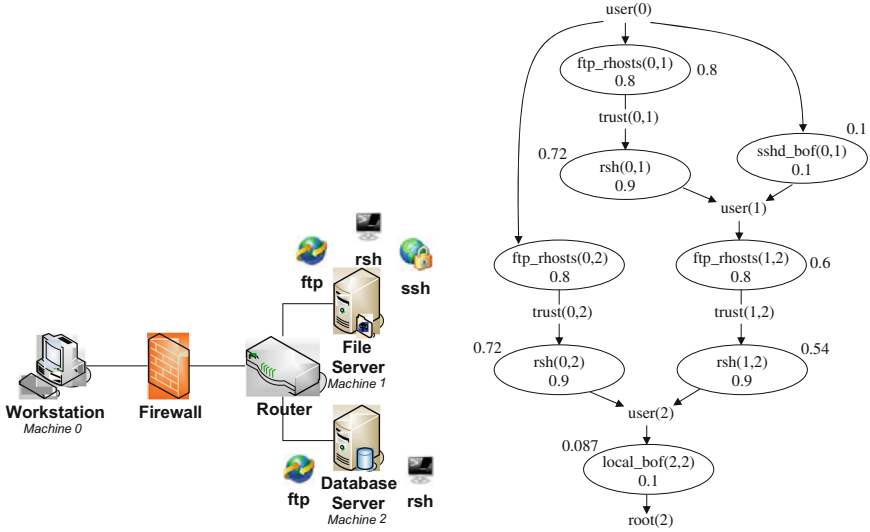 rsh
ftp
ssh
File
Server
Machine 1
Workstation
Machine 0
Firewall
Router
ftp
Database
Server
Machine 2
rsh
user(0)
ftp_rhosts(0,1)
0.8
0.8
trust(0,1)
0.1
sshd_bof(0,1)
0.1
0.72
rsh(0,1)
0.9
user(1)
ftp_rhosts(0,2)
0.8
ftp_rhosts(1,2)
0.8
0.6
trust(0,2)
trust(1,2)
0.72
rsh(0,2)
0.9
0.54
rsh(1,2)
0.9
user(2)
0.087
local_bof(2,2)
0.1
root(2)